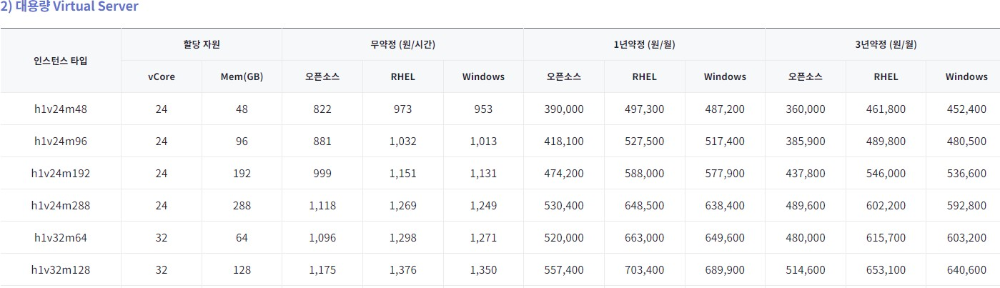 2) 대용량 Virtual Server
인스턴스 타입 할당 자원 무약정 (원/시간) 1년약정 (원/월) 3년약정 (원/월)
vCore Mem(GB) 오픈소스 RHEL Windows 오픈소스 RHEL Windows 오픈소스 RHEL Windows
h1v24m48 24 48 822 973 953 390,000 497,300 487,200 360,000 461,800 452,400
h1v24m96 24 96 881 1,032 1,013 418,100 527,500 517,400 385,900 489,800 480,500
h1v24m192 24 192 999 1,151 1,131 474,200 588,000 577,900 437,800 546,000 536,600
h1v24m288 24 288 1,118 1,269 1,249 530,400 648,500 638,400 489,600 602,200 592,800
h1v32m64 32 64 1,096 1,298 1,271 520,000 663,000 649,600 480,000 615,700 603,200
h1v32m128 32 128 1,175 1,376 1,350 557,400 703,400 689,900 514,600 653,100 640,600